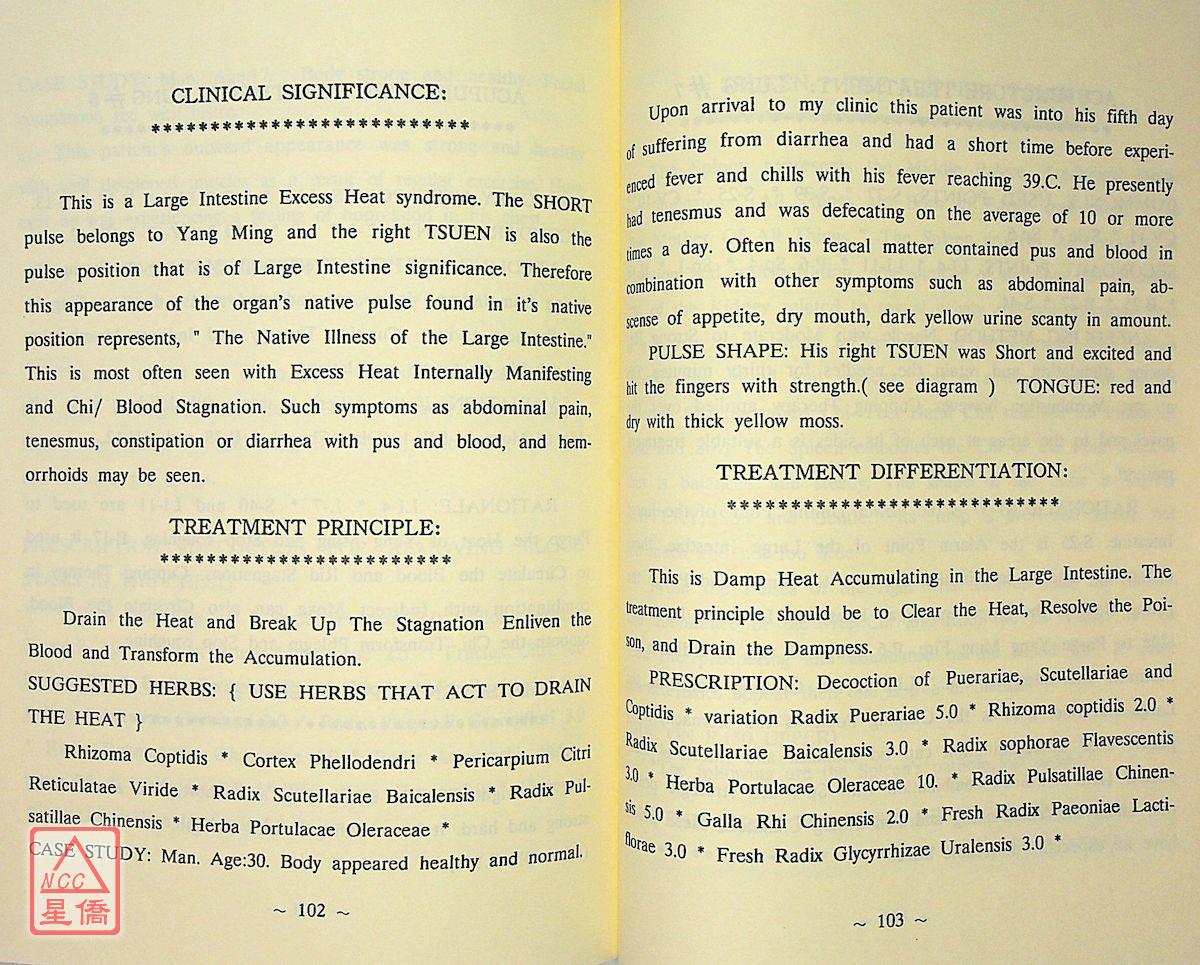 CLINICAL SIGNIFICANCE:
***************************
This is a Large Intestine Excess Heat syndrome. The SHORT
pulse belongs to Yang Ming and the right TSUEN is also the
pulse position that is of Large Intestine significance. Therefore
this appearance of the organ's native pulse found in it's native
position represents, " The Native Illness of the Large Intestine."
This is most often seen with Excess Heat Internally Manifesting
and Chi/ Blood Stagnation. Such symptoms as abdominal pain,
tenesmus, constipation or diarrhea with pus and blood, and hem-
orrhoids may be seen.
TREATMENT PRINCIPLE:
*************************
Drain the Heat and Break Up The Stagnation Enliven the
Blood and Transform the Accumulation.
SUGGESTED HERBS: { USE HERBS THAT ACT TO DRAIN
THE HEAT }
Rhizoma Coptidis * Cortex Phellodendri * Pericarpium Citri
Reticulatae Viride * Radix Scutellariae Baicalensis * Radix Pul-
satillae Chinensis * Herba Portulacae Oleraceae *
CASE STUDY: Man. Age:30. Body appeared healthy and normal.
~ 102 ~
NCC
星僑
Upon arrival to my clinic this patient was into his fifth day
of suffering from diarrhea and had a short time before experi-
enced fever and chills with his fever reaching 39.C. He presently
had tenesmus and was defecating on the average of 10 or more
times a day. Often his feacal matter contained pus and blood in
combination with other symptoms such as abdominal pain, ab-
scense of appetite, dry mouth, dark yellow urine scanty in amount.
PULSE SHAPE: His right TSUEN was Short and excited and
hit the fingers with strength.( see diagram ) TONGUE: red and
dry with thick yellow moss.
TREATMENT DIFFERENTIATION:
****************************
This is Damp Heat Accumulating in the Large Intestine. The
treatment principle should be to Clear the Heat, Resolve the Poi-
son, and Drain the Dampness.
PRESCRIPTION: Decoction of Puerariae, Scutellariae and
Coptidis * variation Radix Puerariae 5.0 * Rhizoma coptidis 2.0 *
Radix Scutellariae Baicalensis 3.0 * Radix sophorae Flavescentis
3.0 * Herba Portulacae Oleraceae 10. * Radix Pulsatillae Chinen-
sis 5.0 * Galla Rhi Chinensis 2.0 * Fresh Radix Paeoniae Lacti-
florae 3.0 * Fresh Radix Glycyrrhizae Uralensis 3.0 *
~ 103 ~